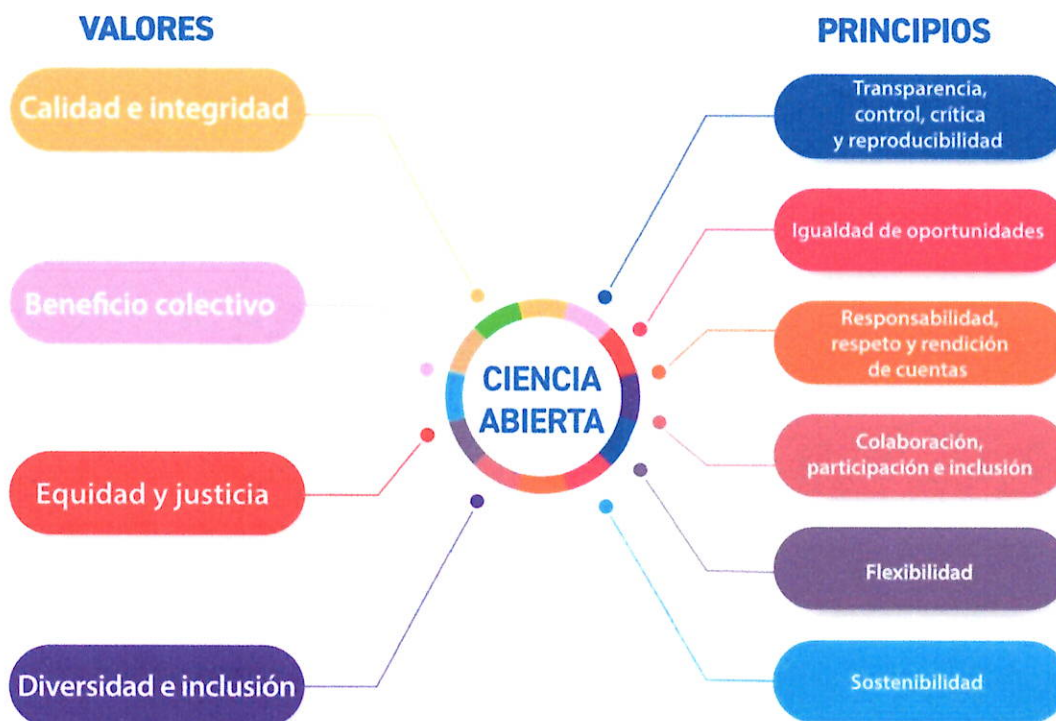 VALORES
Calidad e integridad
Beneficio colectivo
Equidad y justicia
Diversidad e inclusión
CIENCIA
ABIERTA
PRINCIPIOS
Transparencia,
control, crítica
y reproducibilidad
Igualdad de oportunidades
Responsabilidad,
respeto y rendición
de cuentas
Colaboración,
participación e inclusión
Flexibilidad
Sostenibilidad